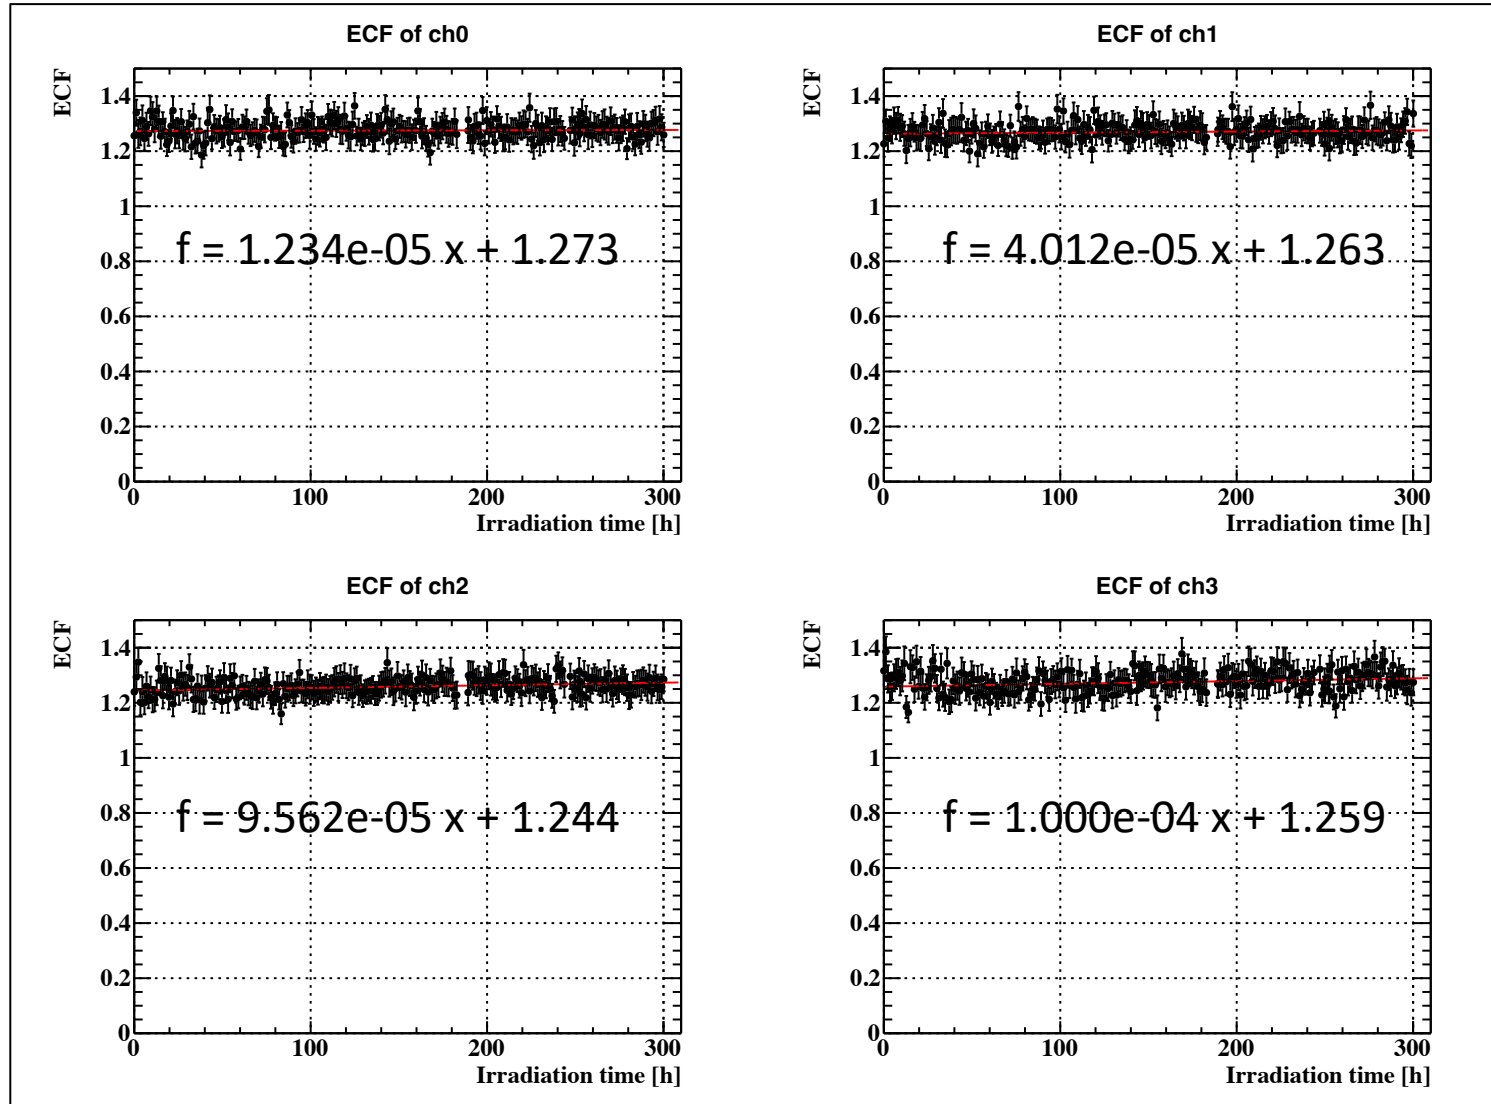 ECF of ch0
ECF
1.4
1.2
1
f = 1.234e-05 x + 1.273
0.8
0.6
0.4
0.2
0
0 100 200 300
Irradiation time [h]
ECF of ch1
ECF
1.4
1.2
1
f = 4.012e-05 x + 1.263
0.8
0.6
0.4
0.2
0
0 100 200 300
Irradiation time [h]
ECF of ch2
ECF
1.4
1.2
1
f = 9.562e-05 x + 1.244
0.8
0.6
0.4
0.2
0
0 100 200 300
Irradiation time [h]
ECF of ch3
ECF
1.4
1.2
1
f = 1.000e-04 x + 1.259
0.8
0.6
0.4
0.2
0
0 100 200 300
Irradiation time [h]